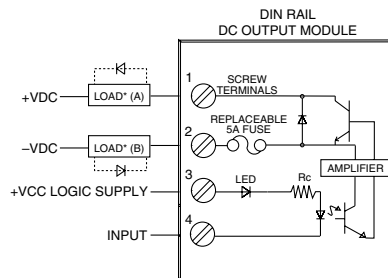 DIN RAIL
DC OUTPUT MODULE
1
SCREW
TERMINALS
+VDC
LOAD* (A)
REPLACEABLE
5A FUSE
2
–VDC
LOAD* (B)
AMPLIFIER
+VCC LOGIC SUPPLY
3
LED
Rc
4
INPUT